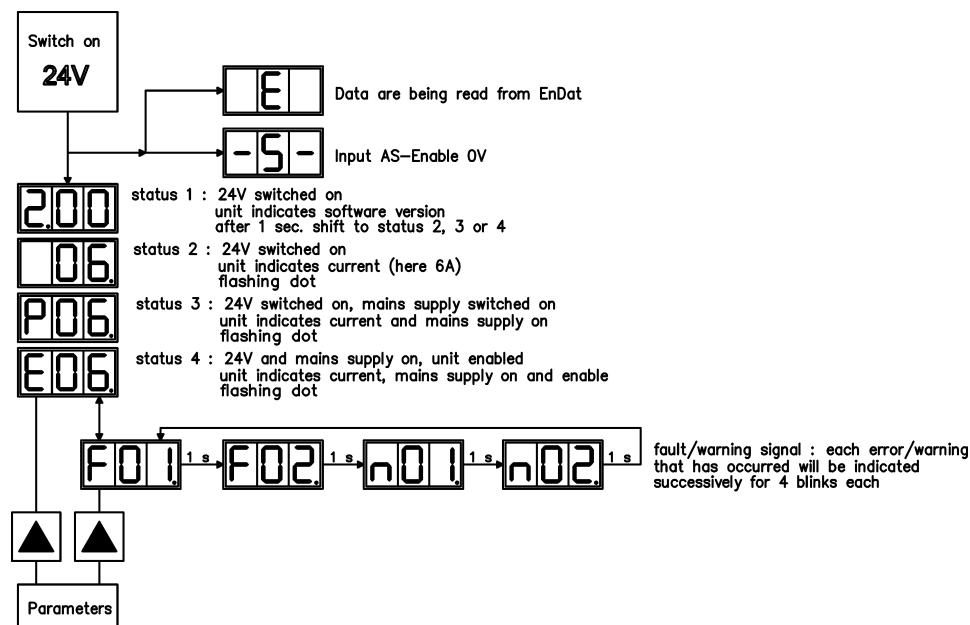 Switch on
24V
E
Data are being read from EnDat
-S-
Input AS-Enable 0V
2.00
status 1 : 24V switched on
unit indicates software version
after 1 sec. shift to status 2, 3 or 4
06.
status 2 : 24V switched on
unit indicates current (here 6A)
flashing dot
P06.
status 3 : 24V switched on, mains supply switched on
unit indicates current and mains supply on
flashing dot
E06.
status 4 : 24V and mains supply on, unit enabled
unit indicates current, mains supply on and enable
flashing dot
F01. 1 s F02. 1 s n01. 1 s n02. 1 s
fault/warning signal : each error/warning
that has occurred will be indicated
successively for 4 blinks each
Parameters